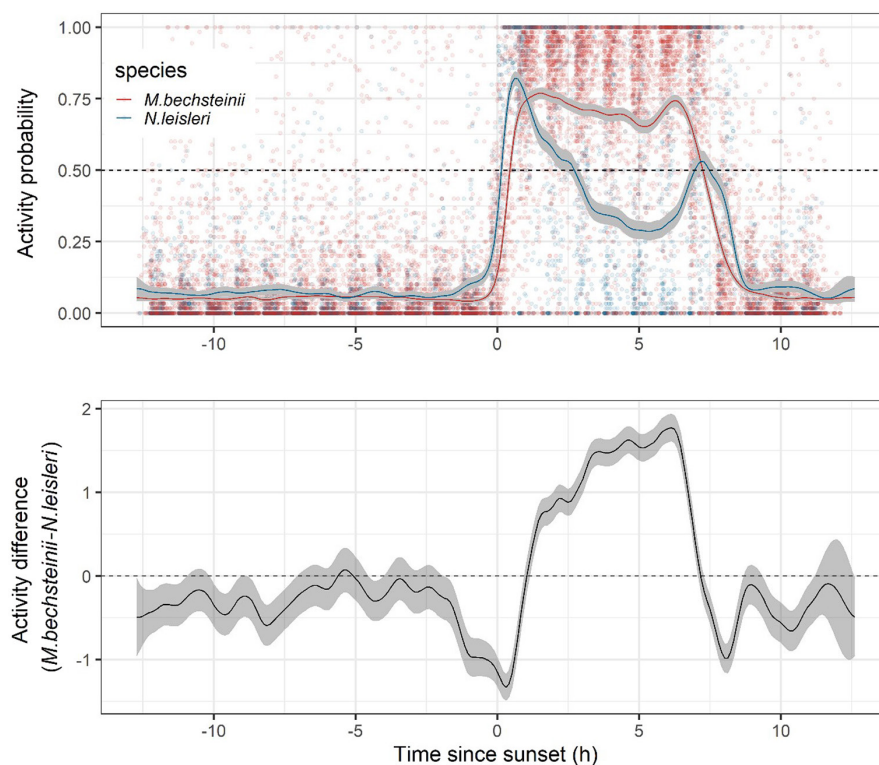 1.00
0.75
0.50
0.25
0.00
Activity probability
species
M.bechsteinii
N.leisleri
-10
-5
0
5
10
2
1
0
-1
Activity difference
(M.bechsteinii-N.leisleri)
-10
-5
0
5
10
Time since sunset (h)